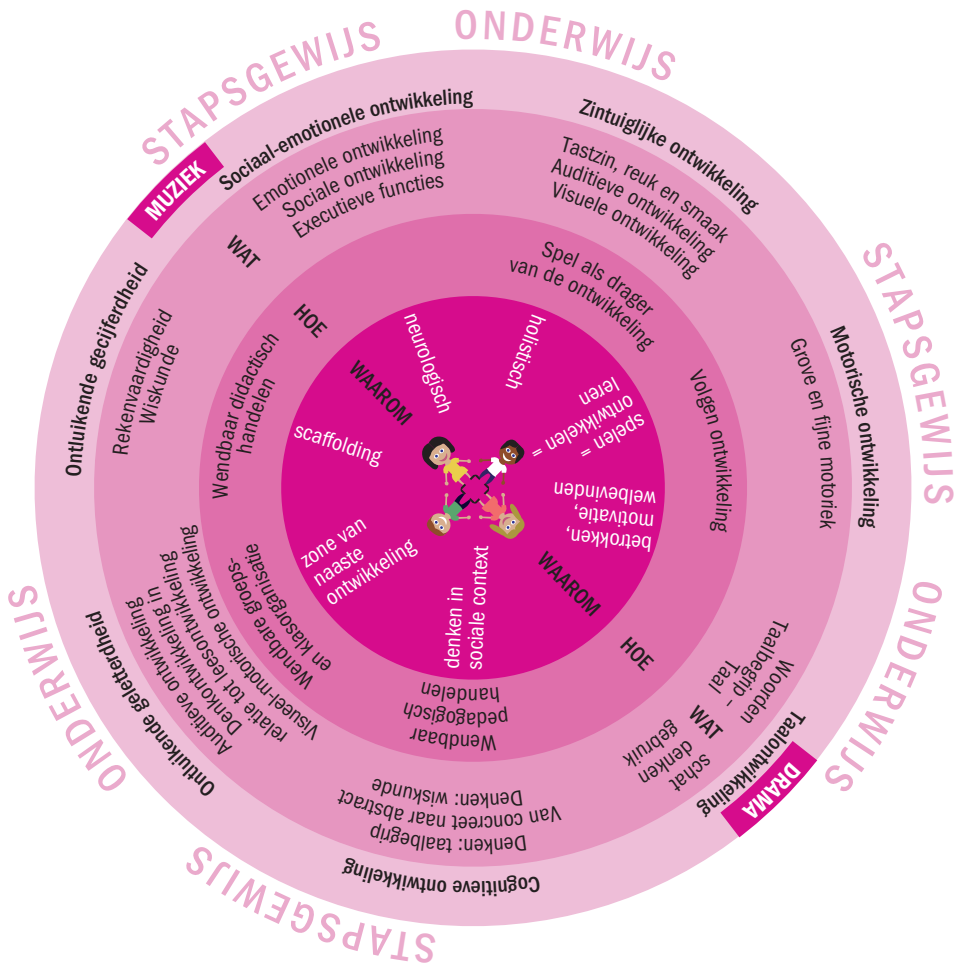 STAPSGEWIJS
ONDERWIJS
STAPSGEWIJS
ONDERWIJS
STAPSGEWIJS
ONDERWIJS
MUZIEK
DRAMA
Sociaal-emotionele ontwikkeling
Emotionele ontwikkeling
Sociale ontwikkeling
Executieve functies
Zintuiglijke ontwikkeling
Tastzin, reuk en smaak
Auditieve ontwikkeling
Visuele ontwikkeling
Motorische ontwikkeling
Grove en fijne motoriek
Taalontwikkeling
Woorden
Taalbegrip –
Taal
schat
denken
gebruik
Cognitieve ontwikkeling
Denken: taalbegrip
Van concreet naar abstract
Denken: wiskunde
Ontluikende geletterdheid
Auditieve ontwikkeling
Denkontwikkeling in
relatie tot leesontwikkeling
Visueel-motorische ontwikkeling
Ontluikende gecijferdheid
Rekenvaardigheid
Wiskunde
WAT
WAT
HOE
HOE
Spel als drager
van de ontwikkeling
Volgen ontwikkeling
Wendbaar
pedagogisch
handelen
Wendbare groeps-
en klasorganisatie
Wendbaar didactisch
handelen
WAAROM
WAAROM
neurologisch
holistisch
leren
ontwikkelen =
spelen =
betrokken,
motivatie,
welbevinden
denken in
sociale context
zone van
naaste
ontwikkeling
scaffolding